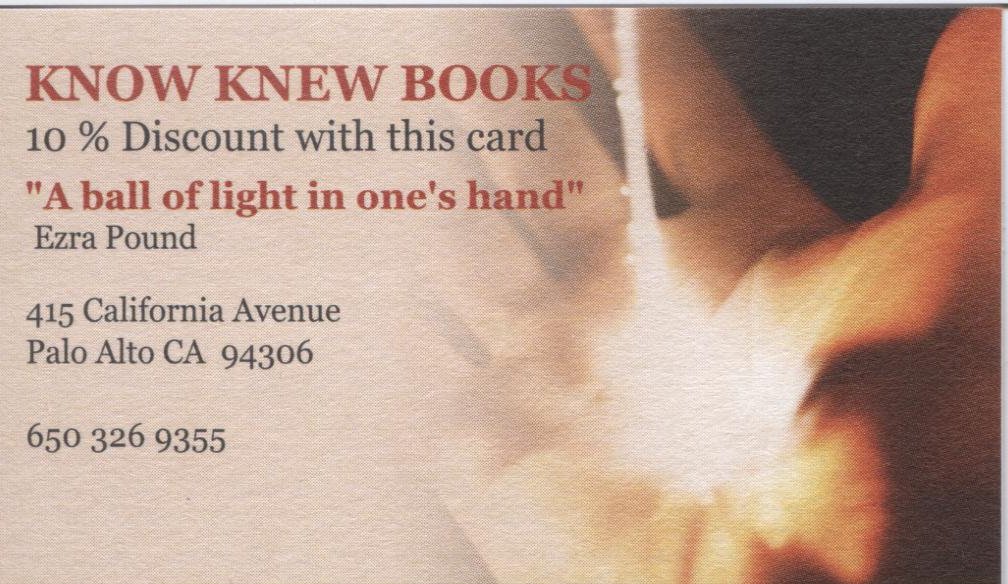 KNOW KNEW BOOKS
10 % Discount with this card
"A ball of light in one's hand"
Ezra Pound
415 California Avenue
Palo Alto CA 94306
650 326 9355